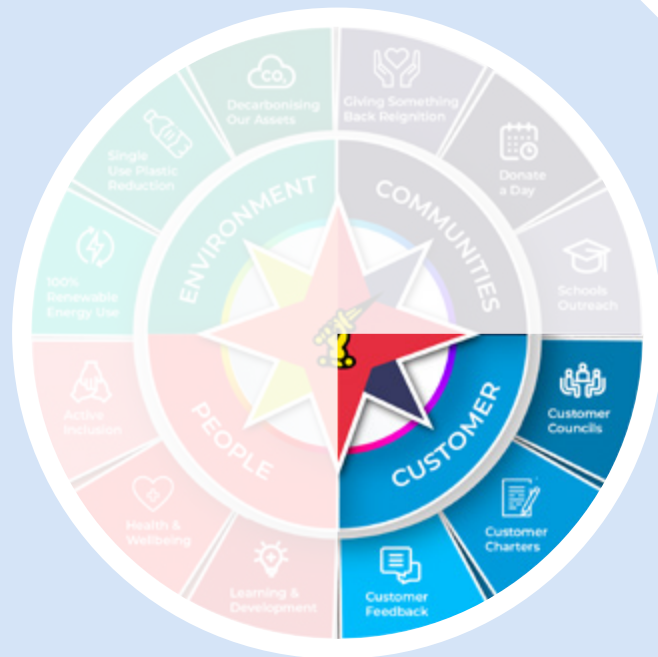 Decarbonising
Our Assets
Giving Something
Back Reignition
Single
Use Plastic
Reduction
Donate
a Day
100%
Renewable
Energy Use
Schools
Outreach
ENVIRONMENT
COMMUNITIES
PEOPLE
CUSTOMER
Active
Inclusion
Customer
Councils
Health &
Wellbeing
Customer
Charters
Learning &
Development
Customer
Feedback
CO₂